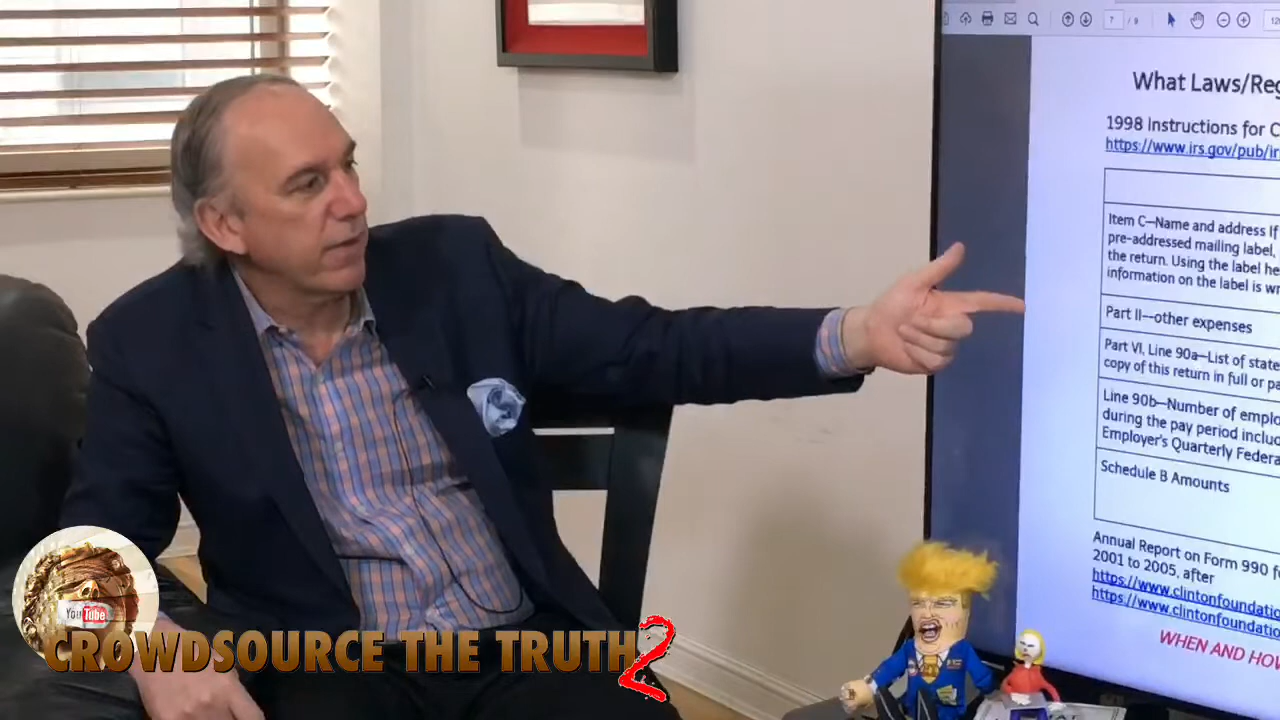 7 / 9
What Laws/Reg
1998 Instructions for C
https://www.irs.gov/pub/ir
Item C—Name and address If
pre-addressed mailing label,
the return. Using the label he
information on the label is wr
Part II—other expenses
Part VI, Line 90a—List of state
copy of this return in full or pa
Line 90b—Number of emplo
during the pay period includ
Employer's Quarterly Federa
Schedule B Amounts
Annual Report on Form 990 fo
2001 to 2005, after
https://www.clintonfoundatio
https://www.clintonfoundatio
WHEN AND HOW
YouTube
CROWDSOURCE THE TRUTH 2